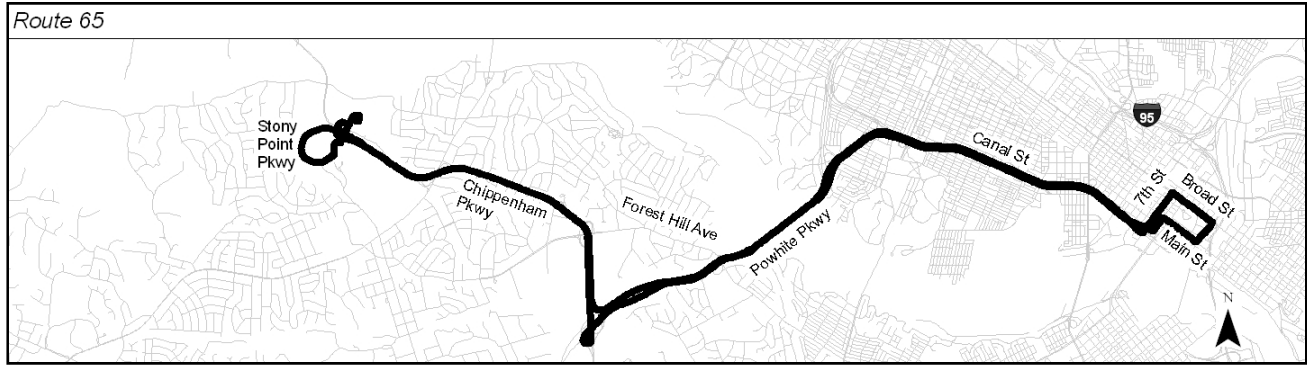 Route 65
Stony
Point
Pkwy
Chippenham
Pkwy
Forest Hill Ave
Powhite Pkwy
Canal St
95
7th St
Broad St
Main St
N